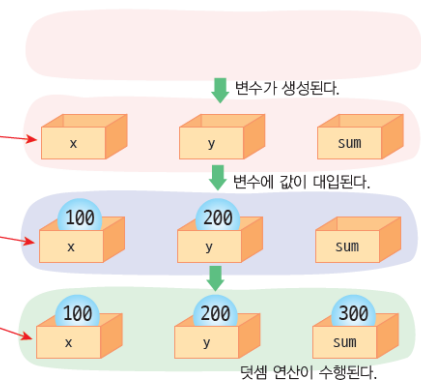 변수가 생성된다.
x y sum
변수에 값이 대입된다.
100 200
x y sum
100 200 300
x y sum
덧셈 연산이 수행된다.